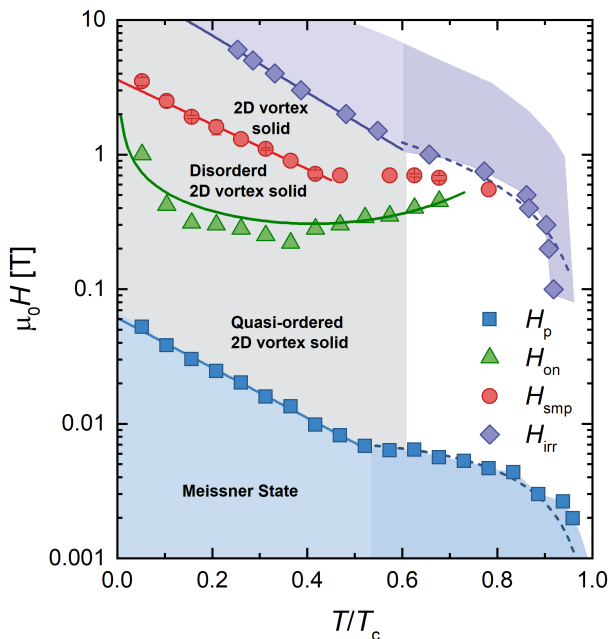 10
1
0.1
0.01
0.001
μ₀H [T]
2D vortex
solid
Disorderd
2D vortex solid
Quasi-ordered
2D vortex solid
Meissner State
Hp
Hon
Hsmp
Hirr
0.0 0.2 0.4 0.6 0.8 1.0
T/Tc